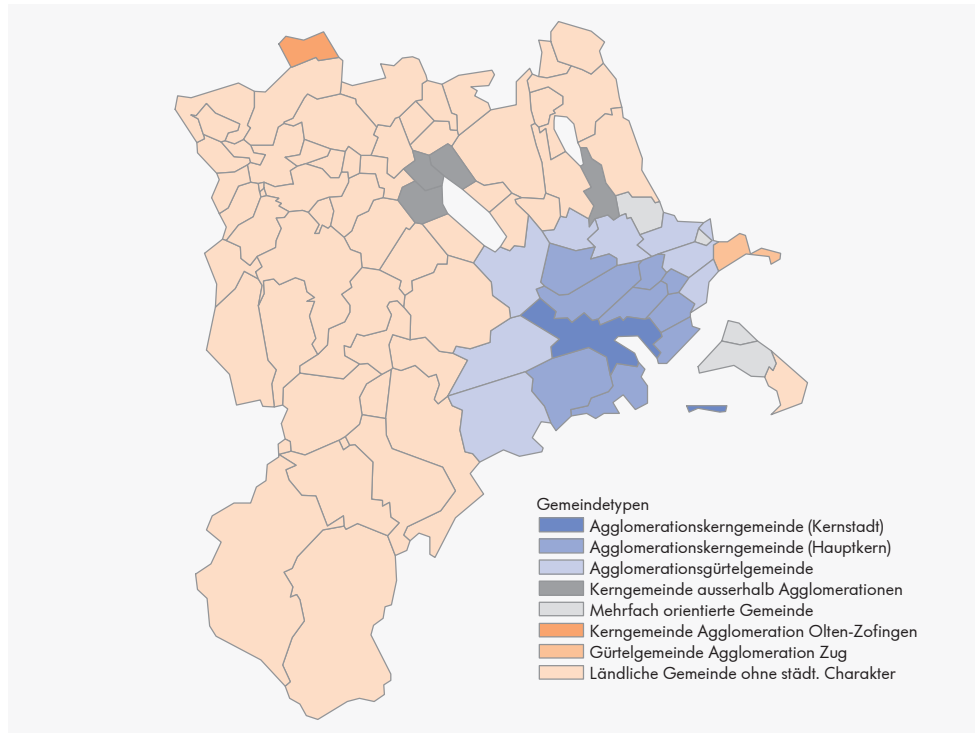 Gemeindetypen
Agglomerationskerngemeinde (Kernstadt)
Agglomerationskerngemeinde (Hauptkern)
Agglomerationsgürtelgemeinde
Kerngemeinde ausserhalb Agglomerationen
Mehrfach orientierte Gemeinde
Kerngemeinde Agglomeration Olten-Zofingen
Gürtelgemeinde Agglomeration Zug
Ländliche Gemeinde ohne städt. Charakter